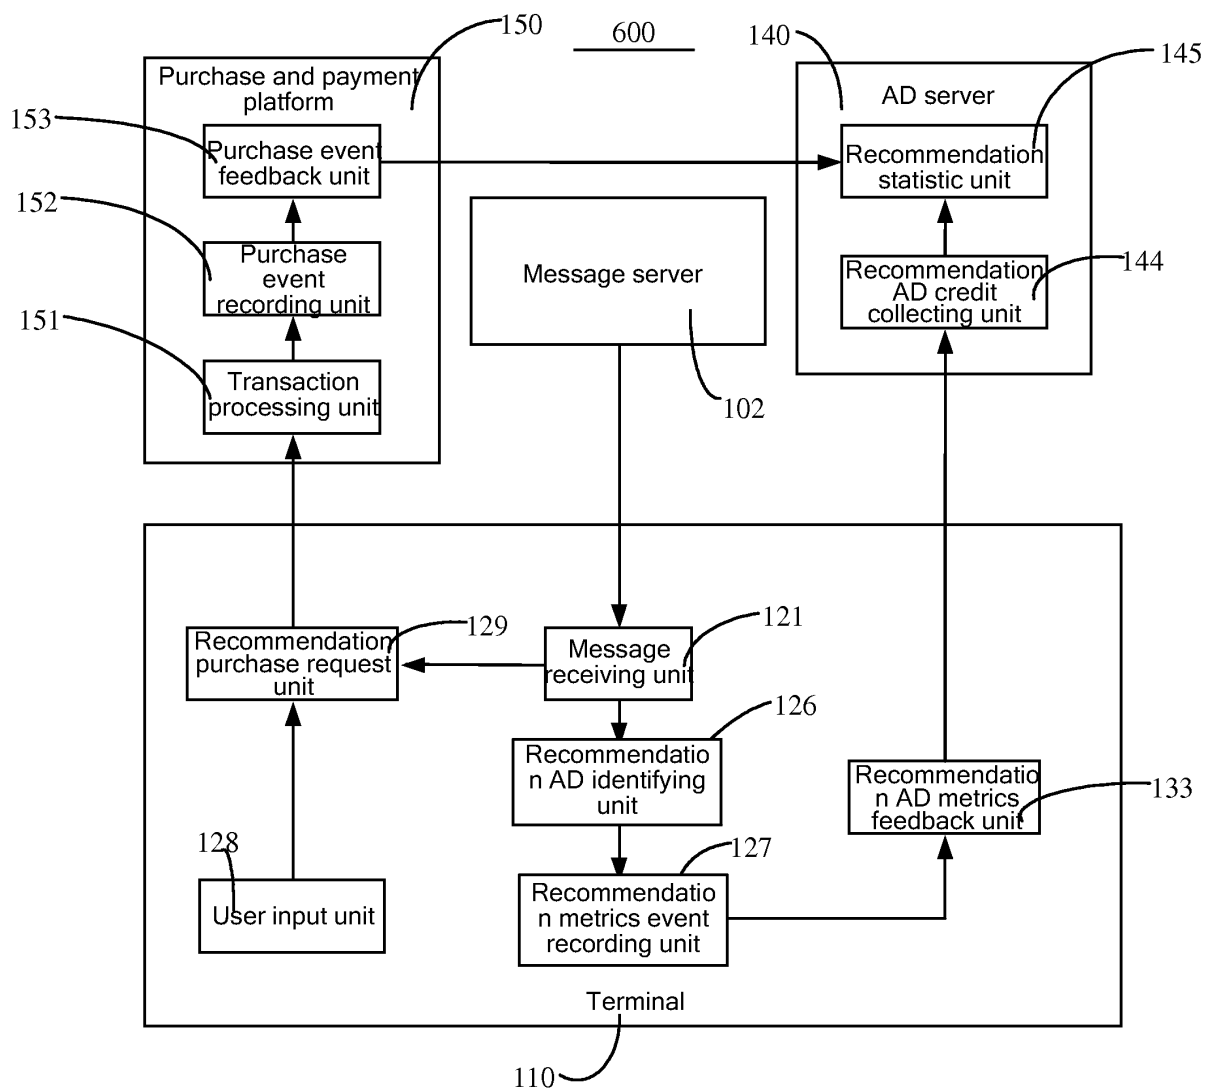 150
600
140
145
Purchase and payment
platform
AD server
153
Purchase event
feedback unit
Recommendation
statistic unit
152
Purchase
event
recording unit
Message server
Recommendation
AD credit
collecting unit
144
151
Transaction
processing unit
102
Recommendation
purchase request
unit
129
Message
receiving unit
121
126
Recommendatio
n AD identifying
unit
Recommendatio
n AD metrics
feedback unit
133
128
User input unit
127
Recommendatio
n metrics event
recording unit
Terminal
110